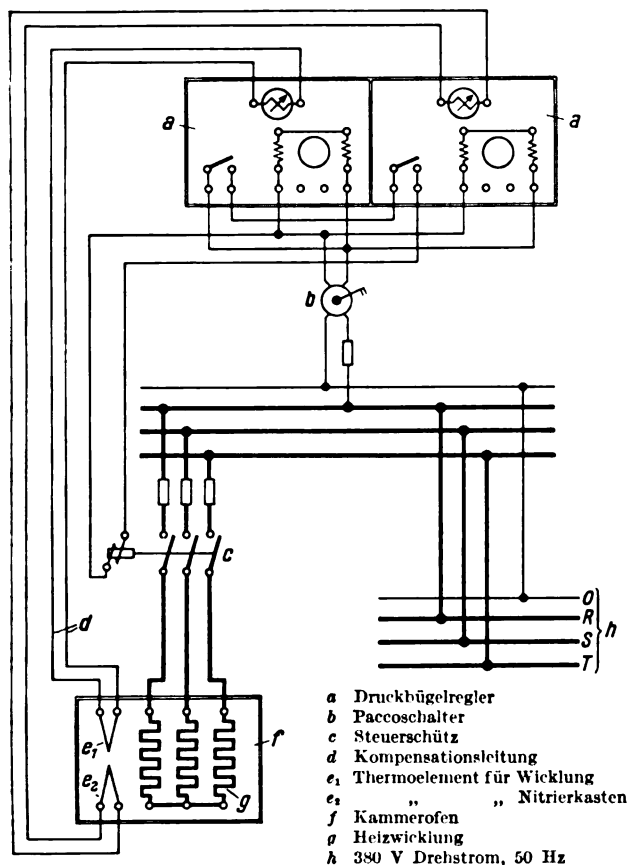 a
a
b
O
R
S
T
h
c
d
e₁
e₂
f
g
a Druckbügelregler
b Paccoschalter
c Steuerschütz
d Kompensationsleitung
e₁ Thermoelement für Wicklung
e₂ „ „ Nitrierkasten
f Kammerofen
g Heizwicklung
h 380 V Drehstrom, 50 Hz